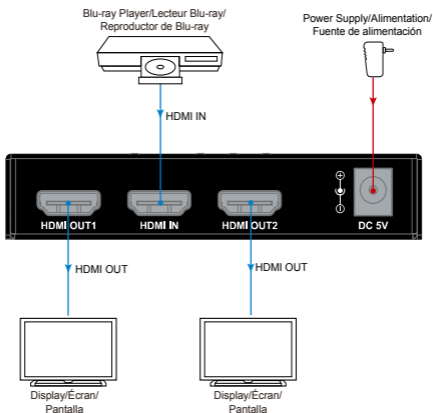 Blu-ray Player/Lecteur Blu-ray/
Reproductor de Blu-ray
Power Supply/Alimentation/
Fuente de alimentación
HDMI IN
HDMI OUT1
HDMI IN
HDMI OUT2
DC 5V
HDMI OUT
HDMI OUT
Display/Écran/
Pantalla
Display/Écran/
Pantalla